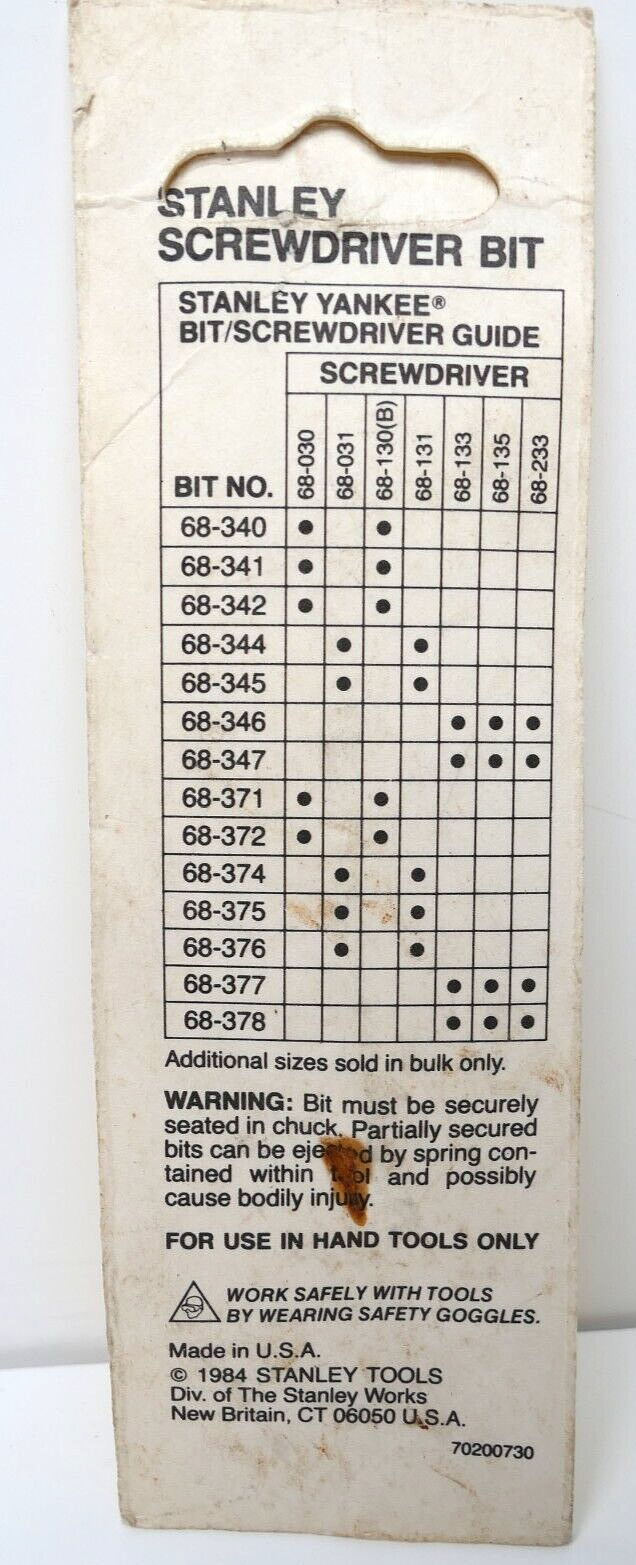 STANLEY
SCREWDRIVER BIT
STANLEY YANKEE®
BIT/SCREWDRIVER GUIDE
SCREWDRIVER
BIT NO. 68-030 68-031 68-130(B) 68-131 68-133 68-135 68-233
68-340 ● ●
68-341 ● ●
68-342 ● ●
68-344 ● ●
68-345 ● ●
68-346 ● ● ●
68-347 ● ● ●
68-371 ● ●
68-372 ● ●
68-374 ● ●
68-375 ● ●
68-376 ● ●
68-377 ● ● ●
68-378 ● ● ●
Additional sizes sold in bulk only.
WARNING: Bit must be securely
seated in chuck. Partially secured
bits can be ejected by spring con-
tained within tool and possibly
cause bodily injury.
FOR USE IN HAND TOOLS ONLY
WORK SAFELY WITH TOOLS
BY WEARING SAFETY GOGGLES.
Made in U.S.A.
© 1984 STANLEY TOOLS
Div. of The Stanley Works
New Britain, CT 06050 U.S.A.
70200730